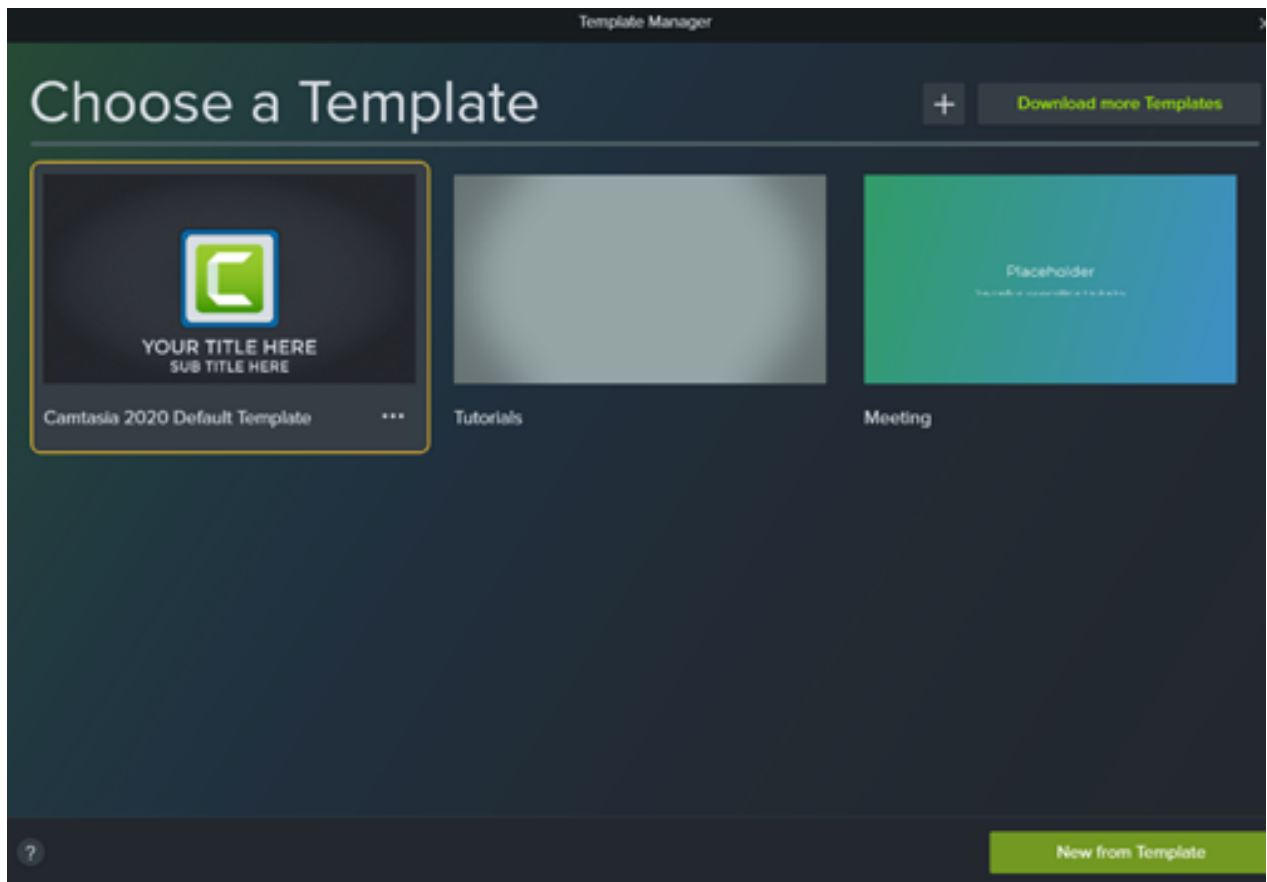 Template Manager
Choose a Template
+
Download more Templates
YOUR TITLE HERE
SUB TITLE HERE
Placeholder
Camtasia 2020 Default Template
Tutorials
Meeting
?
New from Template